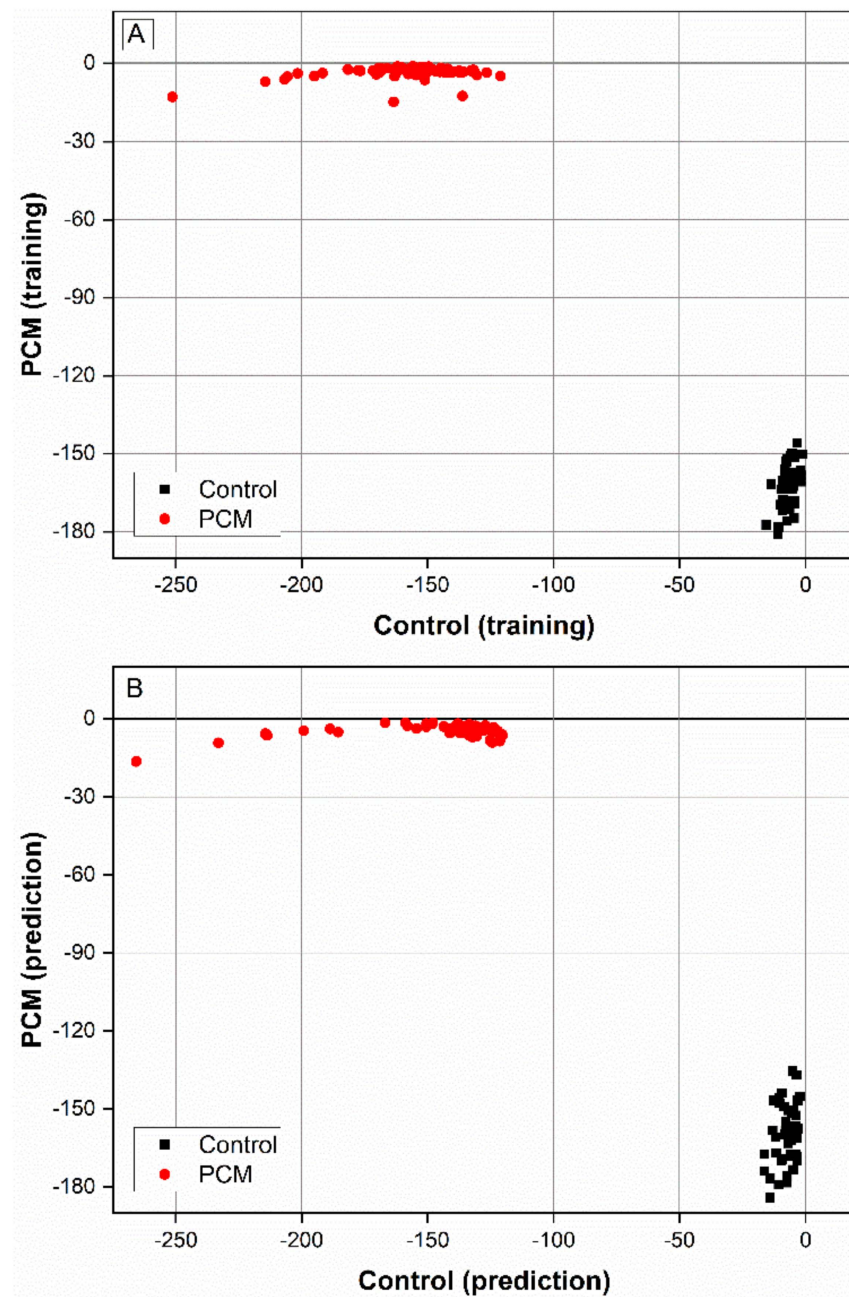 A
0
-30
-60
-90
-120
-150
-180
PCM (training)
Control
PCM
-250 -200 -150 -100 -50 0
Control (training)
B
0
-30
-60
-90
-120
-150
-180
PCM (prediction)
Control
PCM
-250 -200 -150 -100 -50 0
Control (prediction)